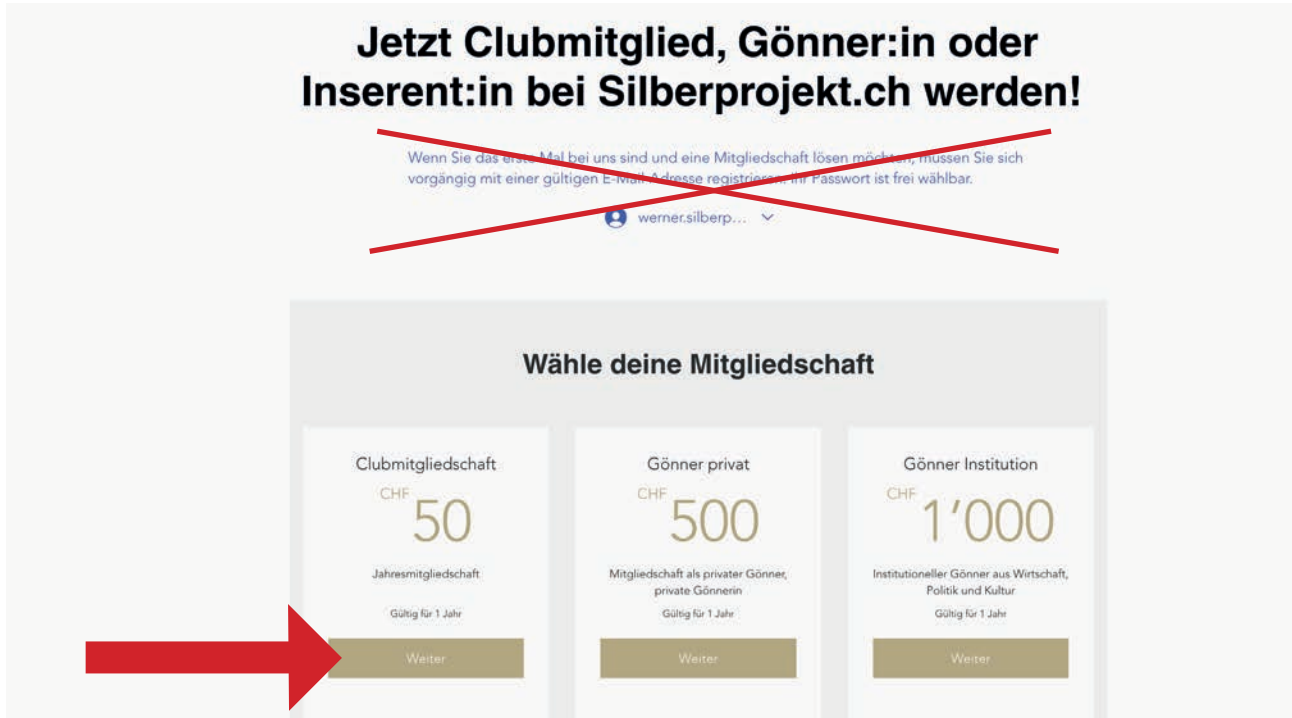 Jetzt Clubmitglied, Gönner:in oder
Inserent:in bei Silberprojekt.ch werden!
Wenn Sie das erste Mal bei uns sind und eine Mitgliedschaft lösen möchten, müssen Sie sich
vorgängig mit einer gültigen E-Mail-Adresse registrieren. Ihr Passwort ist frei wählbar.
werner.silberp...
Wähle deine Mitgliedschaft
Clubmitgliedschaft
CHF
50
Jahresmitgliedschaft
Gültig für 1 Jahr
Weiter
Gönner privat
CHF
500
Mitgliedschaft als privater Gönner,
private Gönnerin
Gültig für 1 Jahr
Weiter
Gönner Institution
CHF
1'000
Institutioneller Gönner aus Wirtschaft,
Politik und Kultur
Gültig für 1 Jahr
Weiter